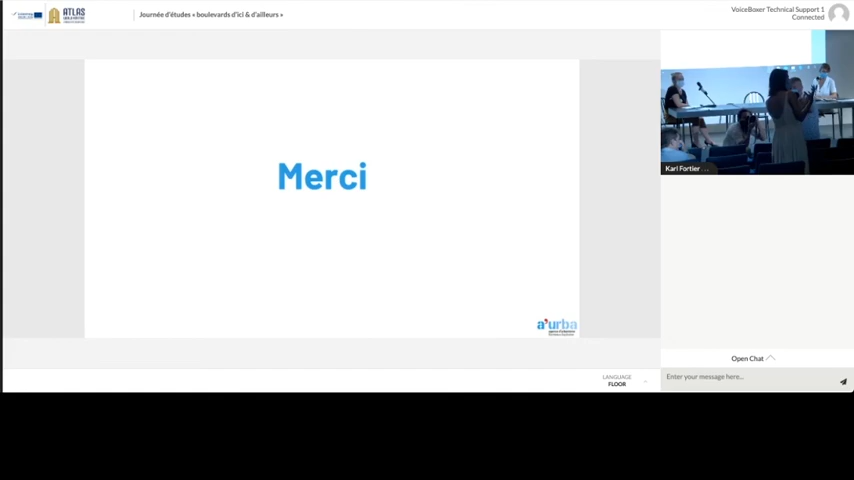 VoiceBoxer Technical Support 1
Connected
ATLAS
Journée d'études « boulevards d'ici & d'ailleurs »
Karl Fortier ...
Merci
a'urba
Open Chat
LANGUAGE
FLOOR
Enter your message here...